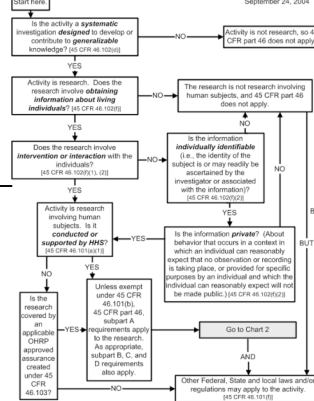 Start here.
September 24, 2004
Is the activity a systematic
investigation designed to develop or
contribute to generalizable
knowledge? [45 CFR 46.102(d)]
NO
Activity is not research, so 4
CFR part 46 does not apply
YES
Activity is research. Does the
research involve obtaining
information about living
individuals? [45 CFR 46.102(f)]
NO
The research is not research involving
human subjects, and 45 CFR part 46
does not apply.
YES
NO
NO
Does the research involve
intervention or interaction with the
individuals?
[45 CFR 46.102(f)(1), (2)]
NO
Is the information
individually identifiable
(i.e., the identity of the
subject is or may readily be
ascertained by the
investigator or associated
with the information)?
[45 CFR 46.102(f)(2)]
YES
YES
Activity is
research
involving human
subjects. Is it
conducted or
supported by HHS?
[45 CFR 46.101(a)(1)]
YES
Is the information private? (About
behavior that occurs in a context in
which an individual can reasonably
expect that no observation or recording
is taking place, or provided for specific
purposes by an individual and which the
individual can reasonably expect will not
be made public.) [45 CFR 46.102(f)(2)]
BUT
NO
YES
Is the
research
covered by
an
applicable
OHRP
approved
assurance
created
under 45
CFR
46.103?
YES
Unless exempt
under 45 CFR
46.101(b),
45 CFR part 46,
subpart A
requirements apply
to the research.
As appropriate,
subpart B, C, and
D requirements
also apply.
Go to Chart 2
AND
NO
Other Federal, State and local laws and/or
regulations may apply to the activity.
[45 CFR 46.101(f)]